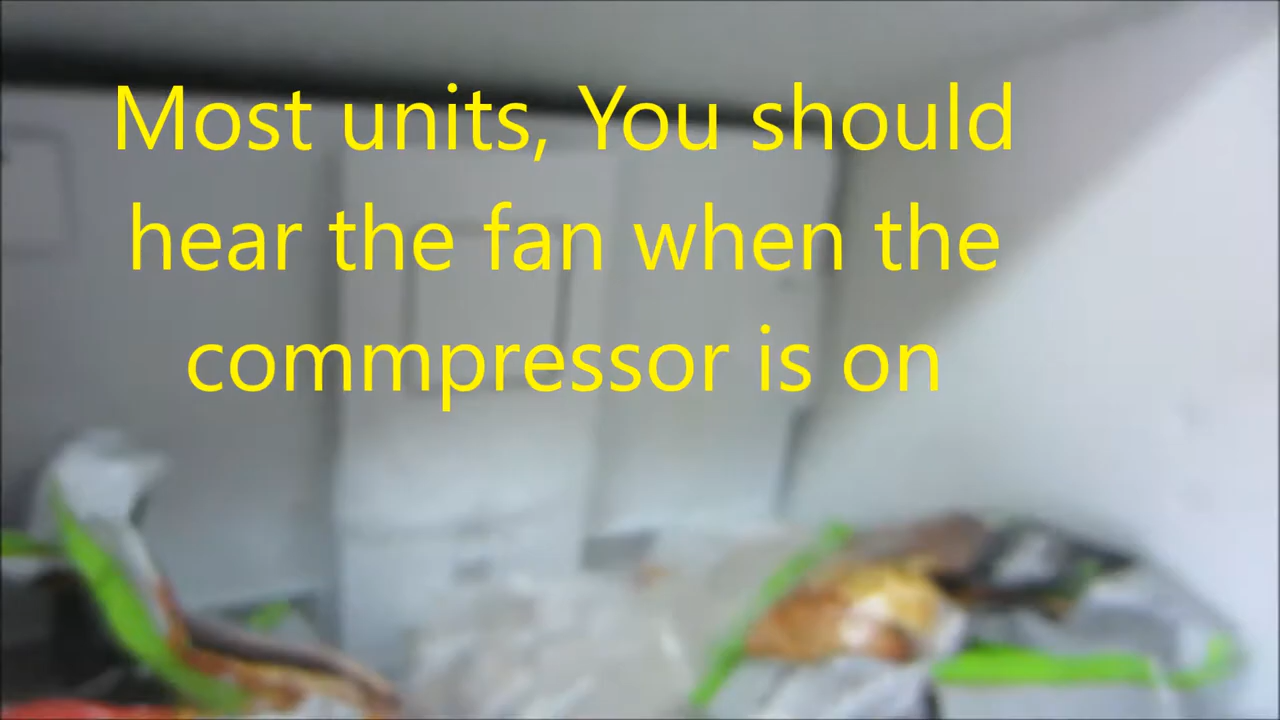 Most units, You should
hear the fan when the
commpressor is on